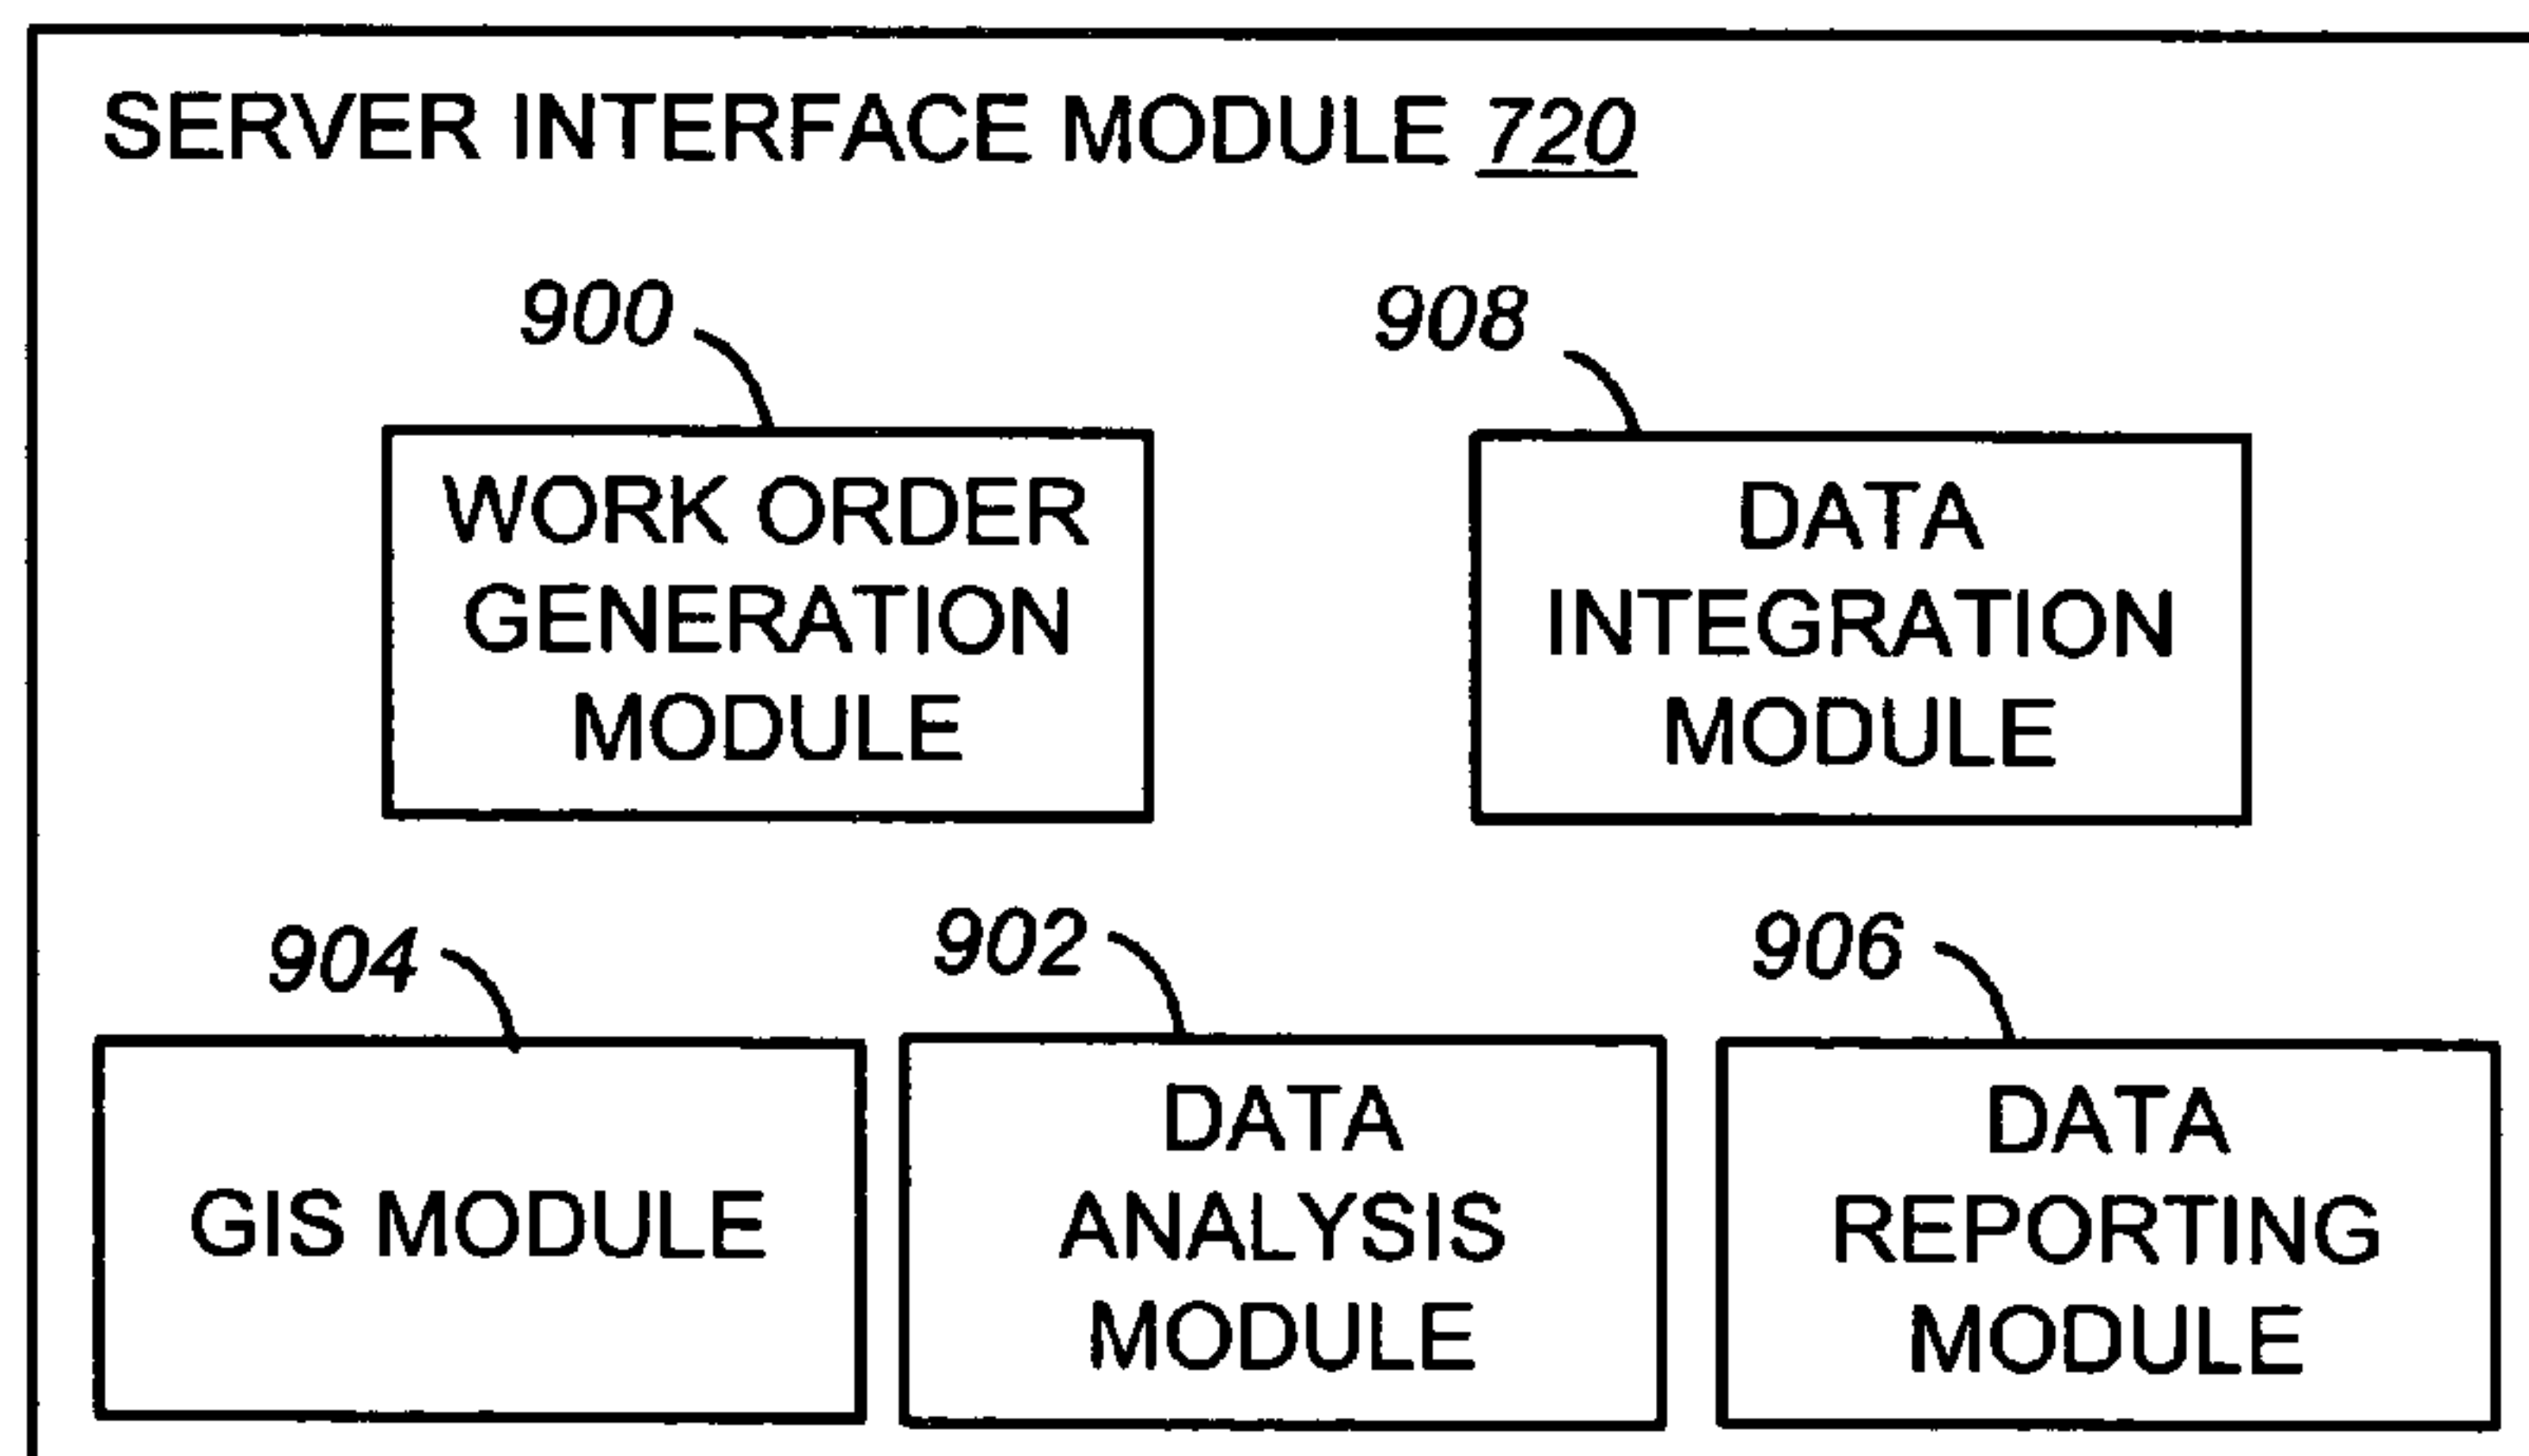 SERVER INTERFACE MODULE 720
900
WORK ORDER
GENERATION
MODULE
908
DATA
INTEGRATION
MODULE
904
GIS MODULE
902
DATA
ANALYSIS
MODULE
906
DATA
REPORTING
MODULE